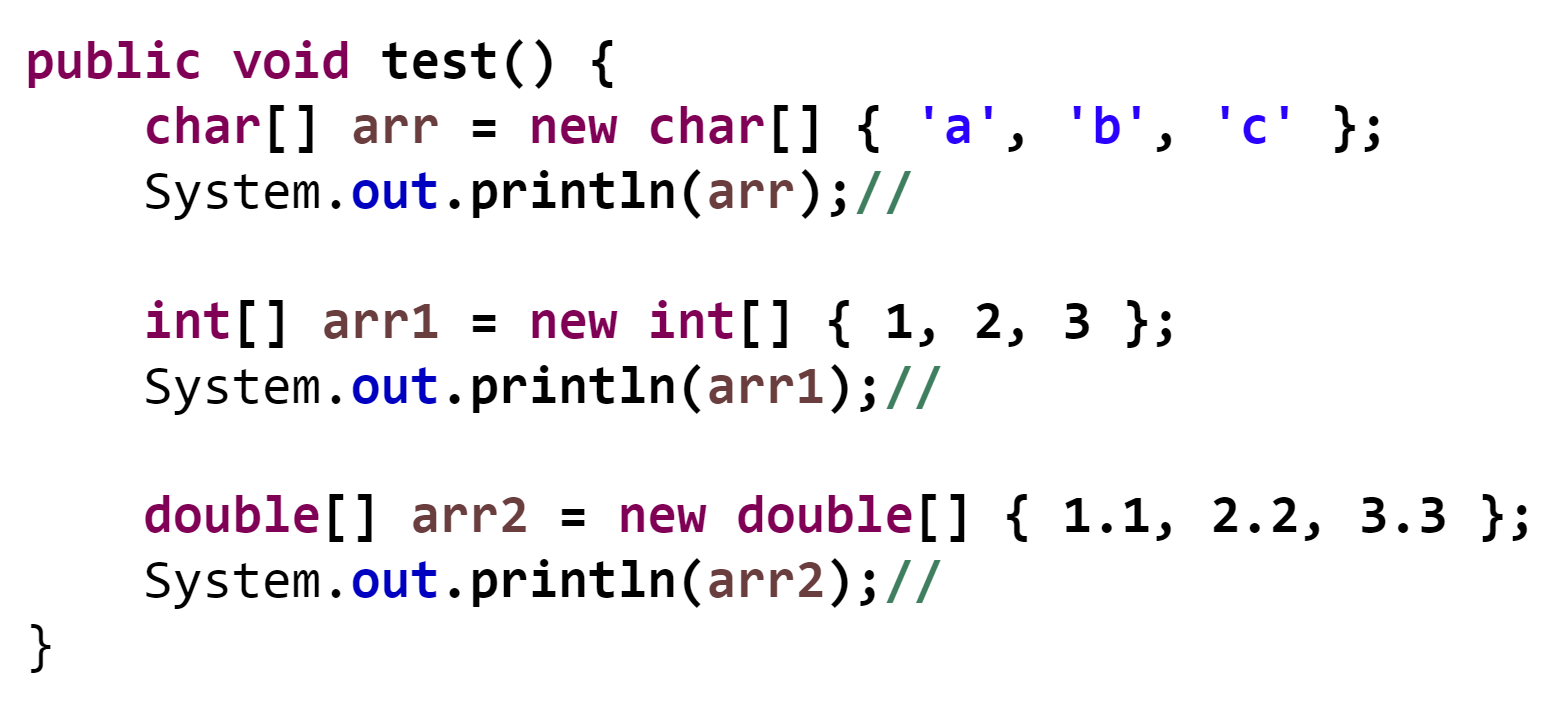 public void test() {
    char[] arr = new char[] { 'a', 'b', 'c' };
    System.out.println(arr);//
    int[] arr1 = new int[] { 1, 2, 3 };
    System.out.println(arr1);//
    double[] arr2 = new double[] { 1.1, 2.2, 3.3 };
    System.out.println(arr2);//
}